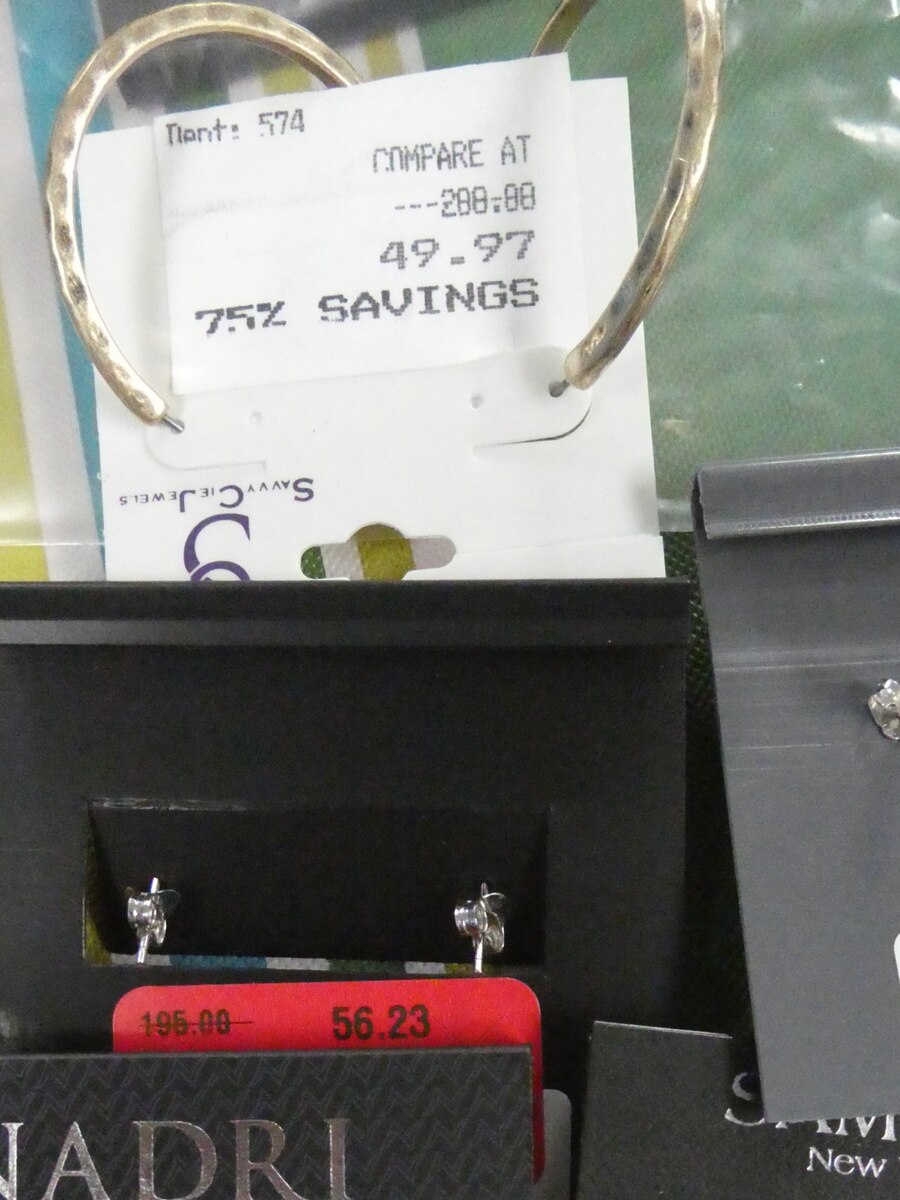 Dept: 574
COMPARE AT
---200.00
49.97
75% SAVINGS
SAVVY CIE JEWELS
195.00 56.23
NADRI
New